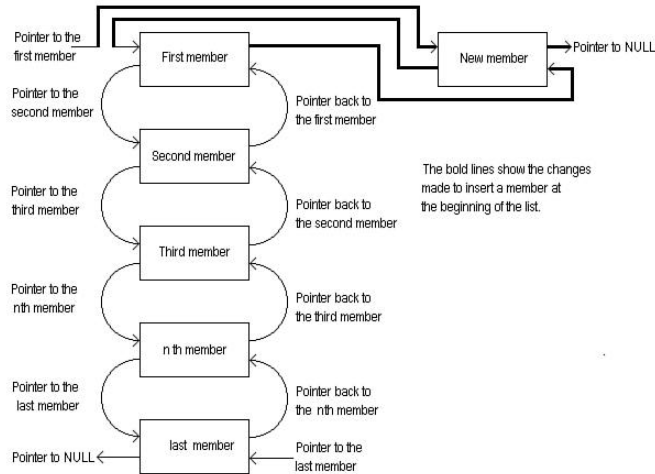 Pointer to the
first member
First member
New member
Pointer to NULL
Pointer to the
second member
Pointer back to
the first member
Second member
The bold lines show the changes
made to insert a member at
the beginning of the list.
Pointer to the
third member
Pointer back to
the second member
Third member
Pointer to the
nth member
Pointer back to
the third member
n th member
Pointer to the
last member
Pointer back to
the nth member
last member
Pointer to NULL
Pointer to the
last member